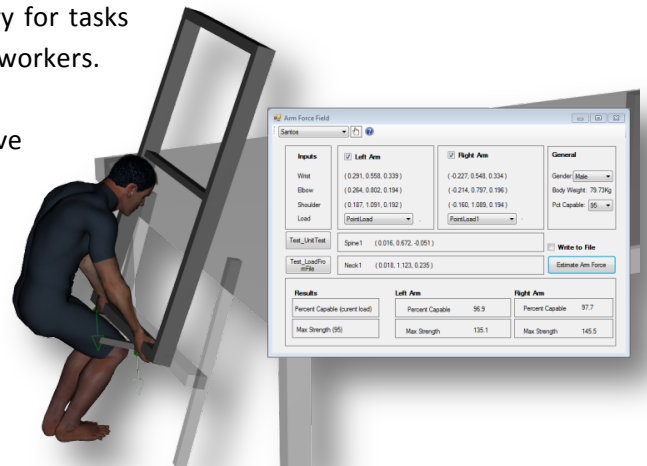 ry for tasks
workers.
ve
Arm Force Field
Santos
Inputs Left Arm Right Arm General
Wrist (0.291, 0.558, 0.339) (-0.227, 0.548, 0.334) Gender: Male
Elbow (0.264, 0.802, 0.194) (-0.214, 0.797, 0.196) Body Weight: 79.73Kg
Shoulder (0.187, 1.091, 0.192) (-0.160, 1.089, 0.194) Pct Capable: 95
Load PointLoad PointLoad1
Test_UnitTest Spine1 (0.016, 0.672, -0.051) Write to File
Test_LoadFro
mFile Neck1 (0.018, 1.123, 0.235) Estimate Arm Force
Results Left Arm Right Arm
Percent Capable (curent load) Percent Capable 96.9 Percent Capable 97.7
Max Strength (95) Max Strength 135.1 Max Strength 145.5